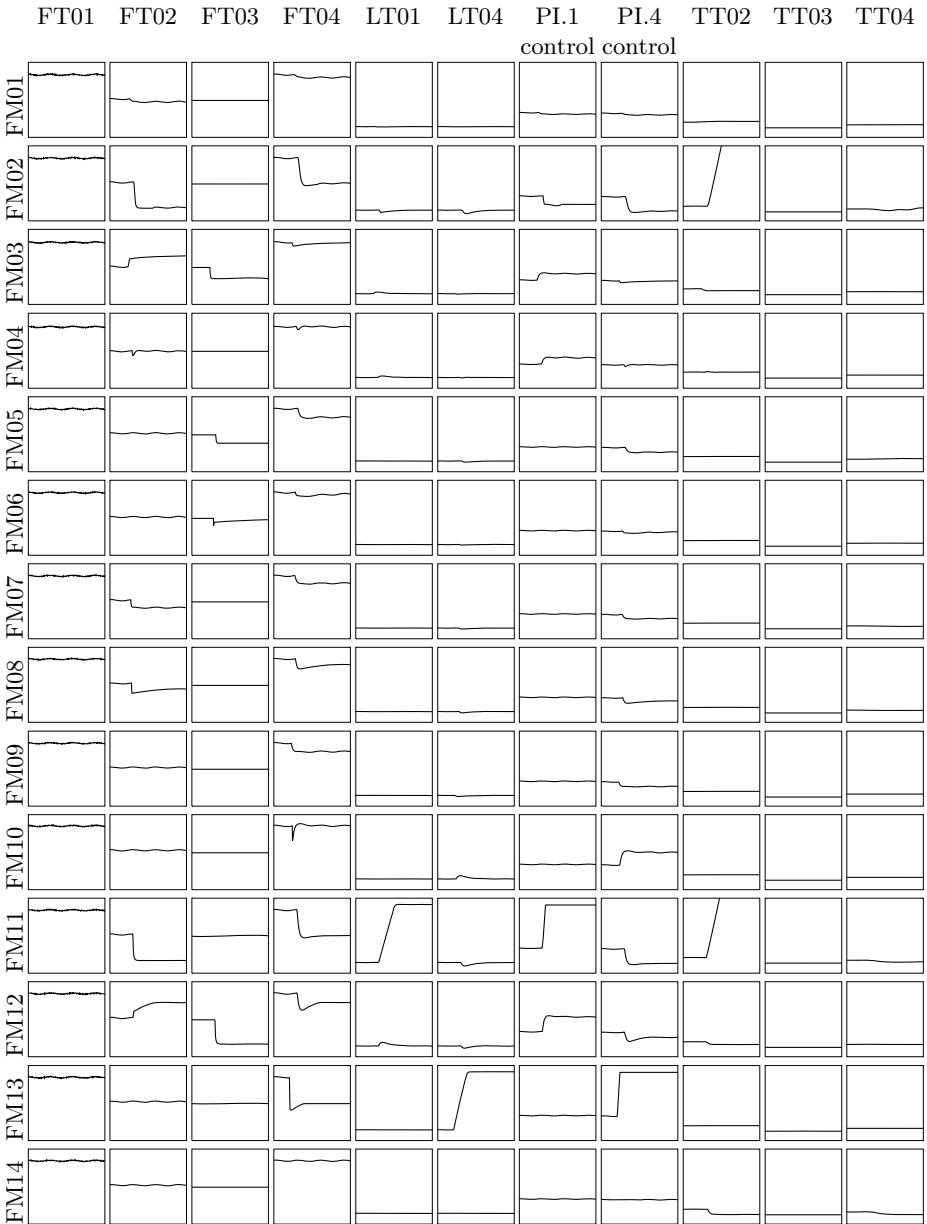 FT01 FT02 FT03 FT04 LT01 LT04 PI.1 PI.4 TT02 TT03 TT04
control control
FM01
FM02
FM03
FM04
FM05
FM06
FM07
FM08
FM09
FM10
FM11
FM12
FM13
FM14